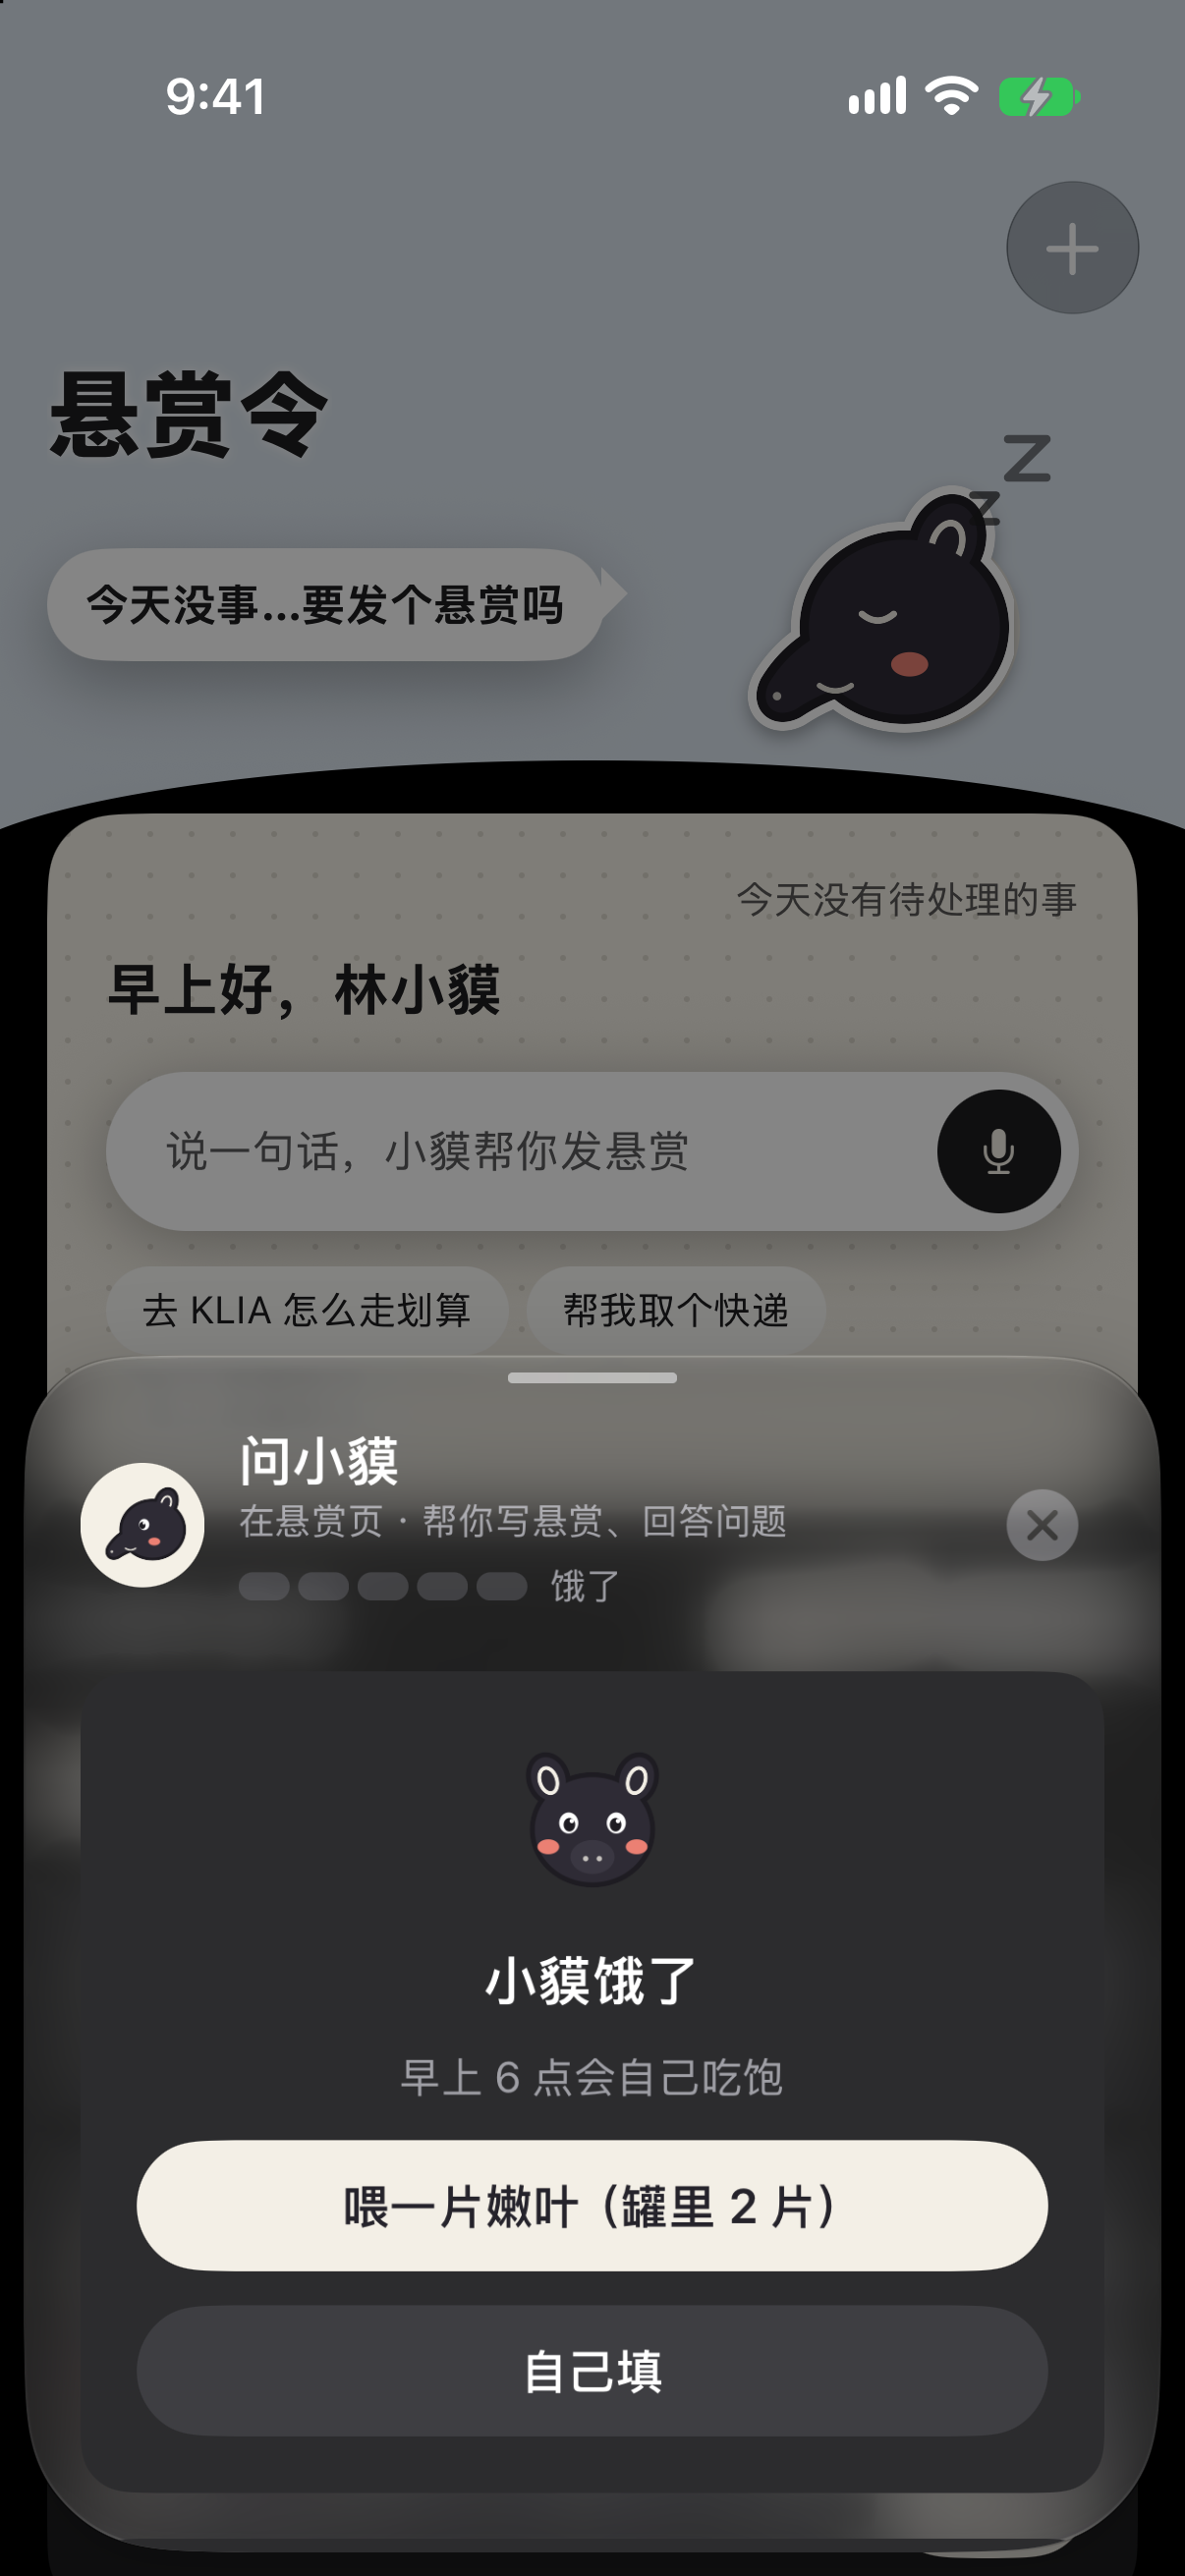 9:41
悬赏令
z
z
今天没事...要发个悬赏吗
今天没有待处理的事
早上好，林小貘
说一句话，小貘帮你发悬赏
去 KLIA 怎么走划算
帮我取个快递
问小貘
在悬赏页 · 帮你写悬赏、回答问题
饿了
小貘饿了
早上 6 点会自己吃饱
喂一片嫩叶（罐里 2 片）
自己填